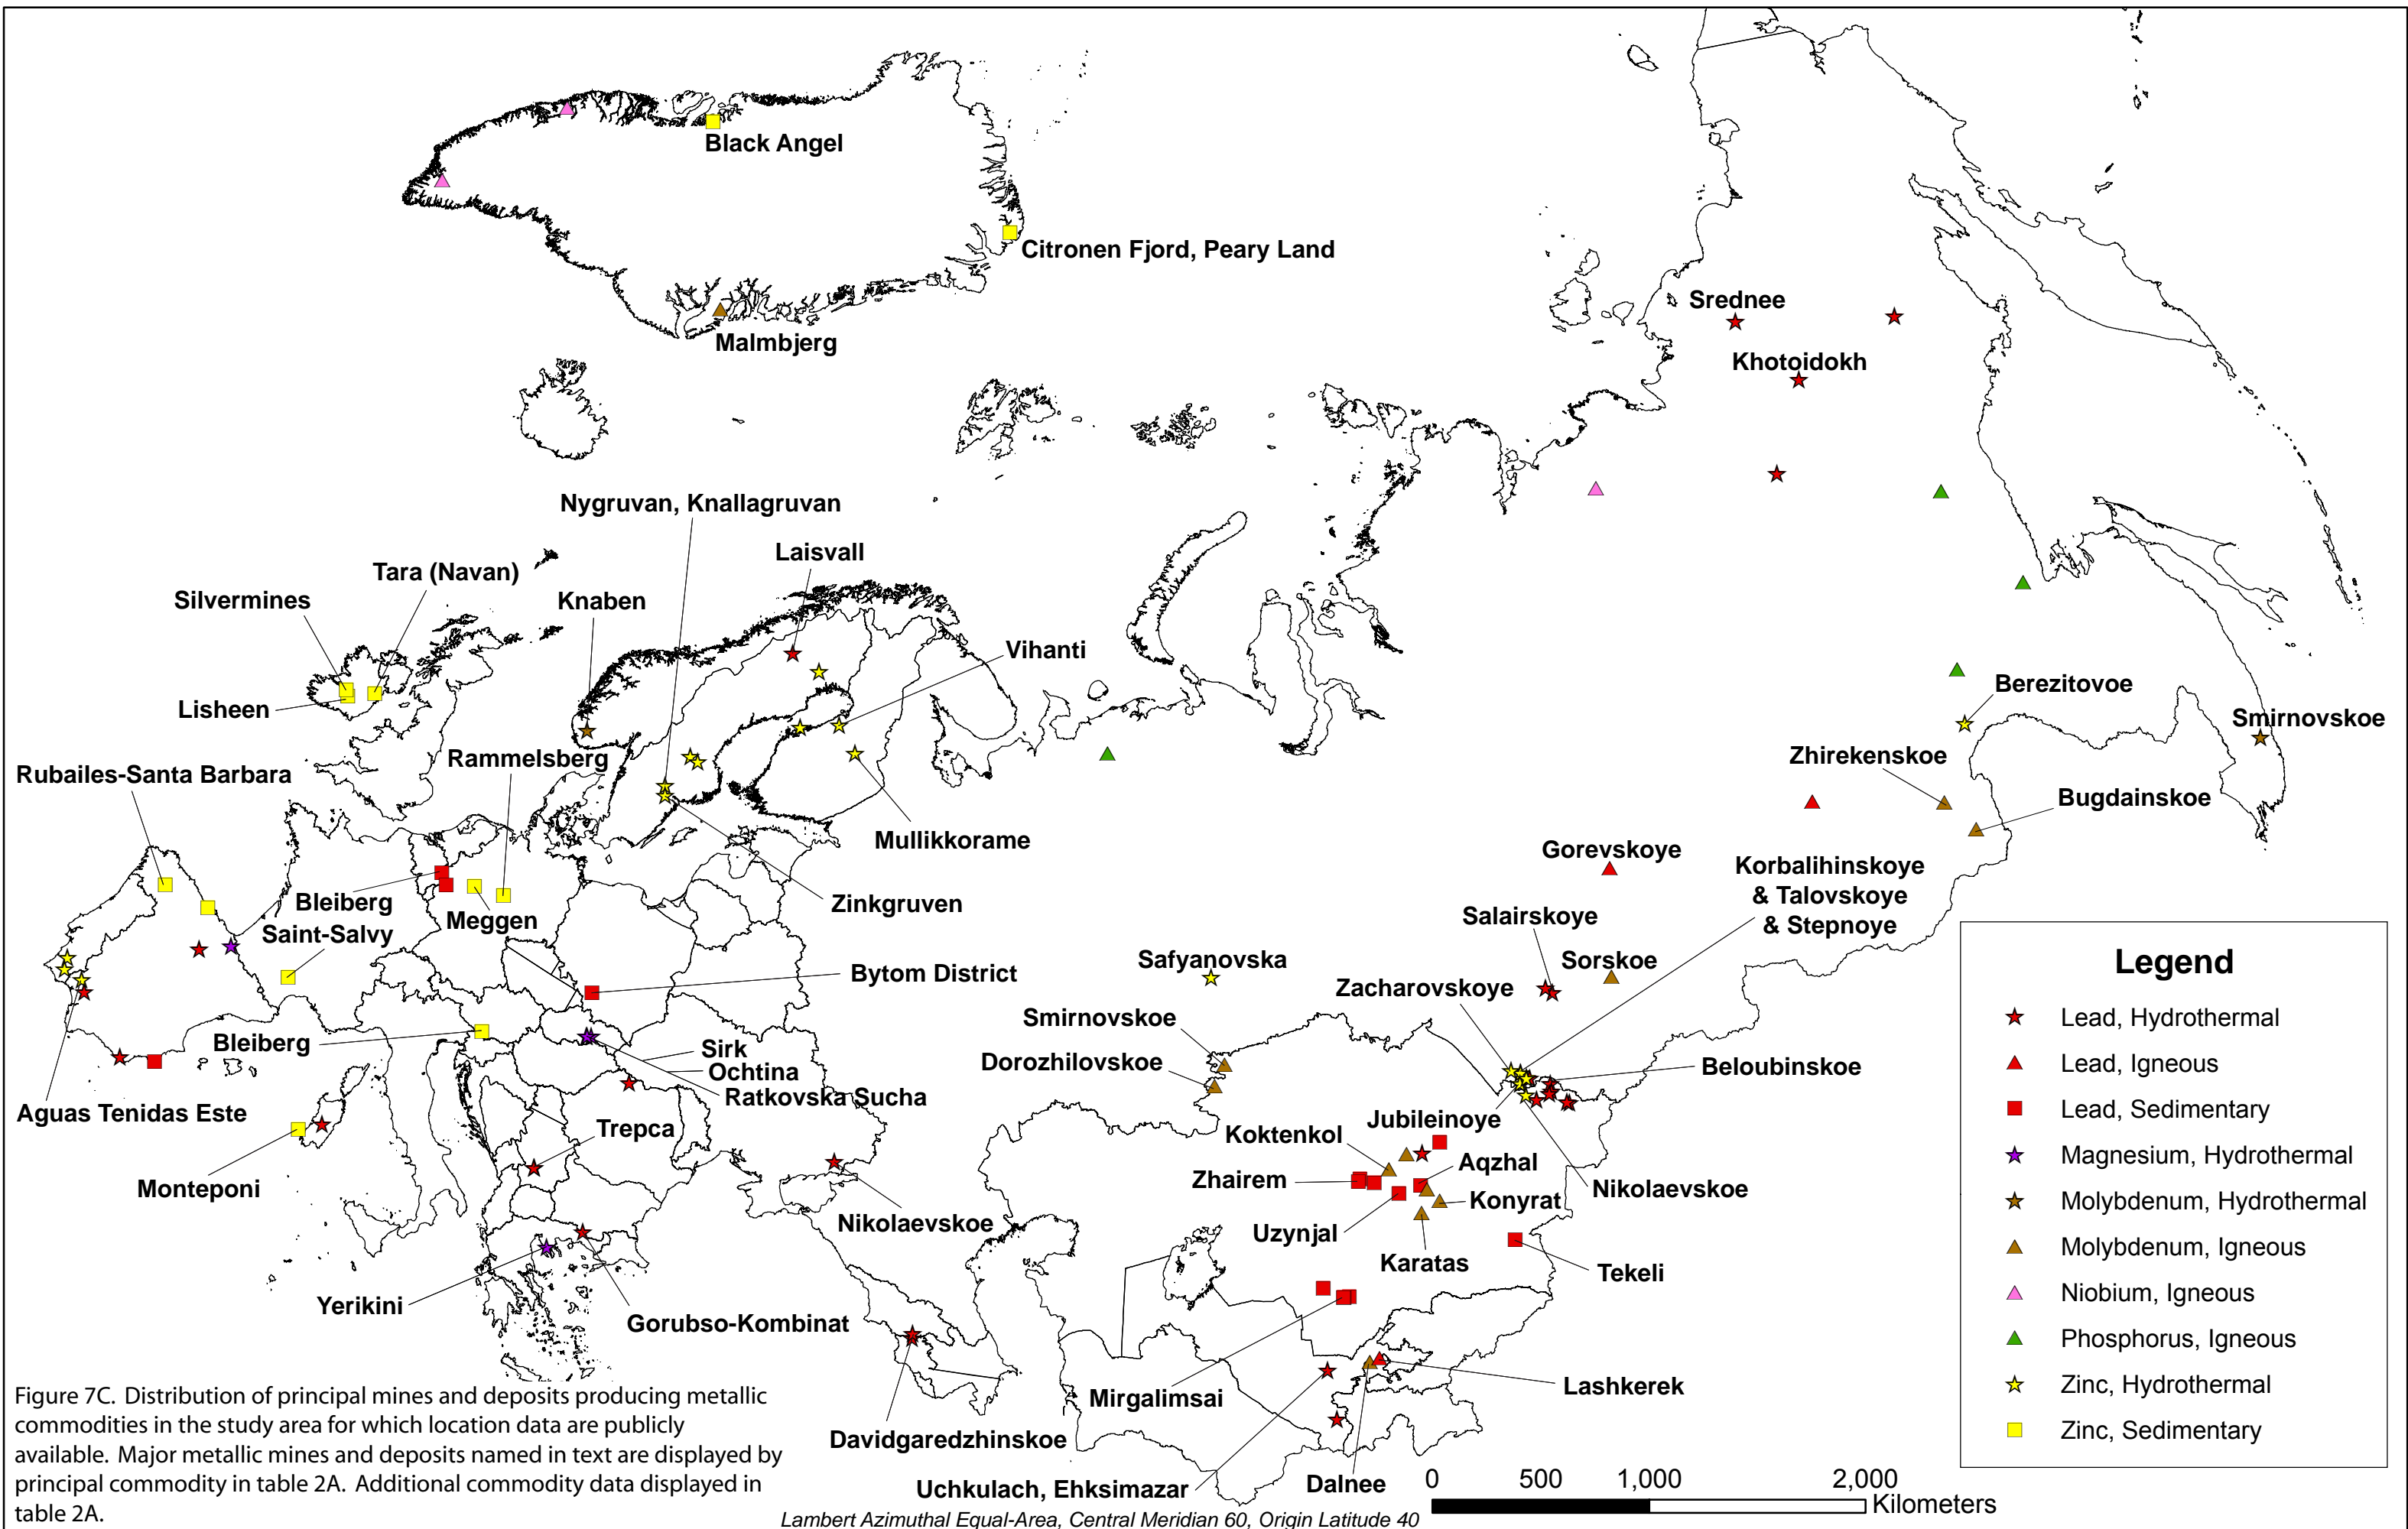 Black Angel
Citronen Fjord, Peary Land
Malmbjerg
Srednee
Khotoidokh
Nygruvan, Knallagruvan
Laisvall
Tara (Navan)
Silvermines
Knaben
Vihanti
Lisheen
Berezitovoe
Smirnovskoe
Rammelsberg
Zhirekenskoe
Rubailes-Santa Barbara
Bugdainskoe
Mullikkorame
Gorevskoye
Korbalihinskoye
& Talovskoye
& Stepnoye
Bleiberg
Zinkgruven
Meggen
Salairskoye
Saint-Salvy
Safyanovska
Sorskoe
Bytom District
Zacharovskoye
Smirnovskoe
Bleiberg
Sirk
Dorozhilovskoe
Ochtina
Beloubinskoe
Ratkovska Sucha
Aguas Tenidas Este
Jubileinoye
Trepca
Koktenkol
Aqzhal
Zhairem
Monteponi
Nikolaevskoe
Konyrat
Nikolaevskoe
Uzynjal
Karatas
Tekeli
Yerikini
Gorubso-Kombinat
Lashkerek
Mirgalimsai
Davidgaredzhinskoe
Dalnee
Uchkulach, Ehksimazar
Legend
Lead, Hydrothermal
Lead, Igneous
Lead, Sedimentary
Magnesium, Hydrothermal
Molybdenum, Hydrothermal
Molybdenum, Igneous
Niobium, Igneous
Phosphorus, Igneous
Zinc, Hydrothermal
Zinc, Sedimentary
Figure 7C. Distribution of principal mines and deposits producing metallic
commodities in the study area for which location data are publicly
available. Major metallic mines and deposits named in text are displayed by
principal commodity in table 2A. Additional commodity data displayed in
table 2A.
0 500 1,000 2,000
Kilometers
Lambert Azimuthal Equal-Area, Central Meridian 60, Origin Latitude 40